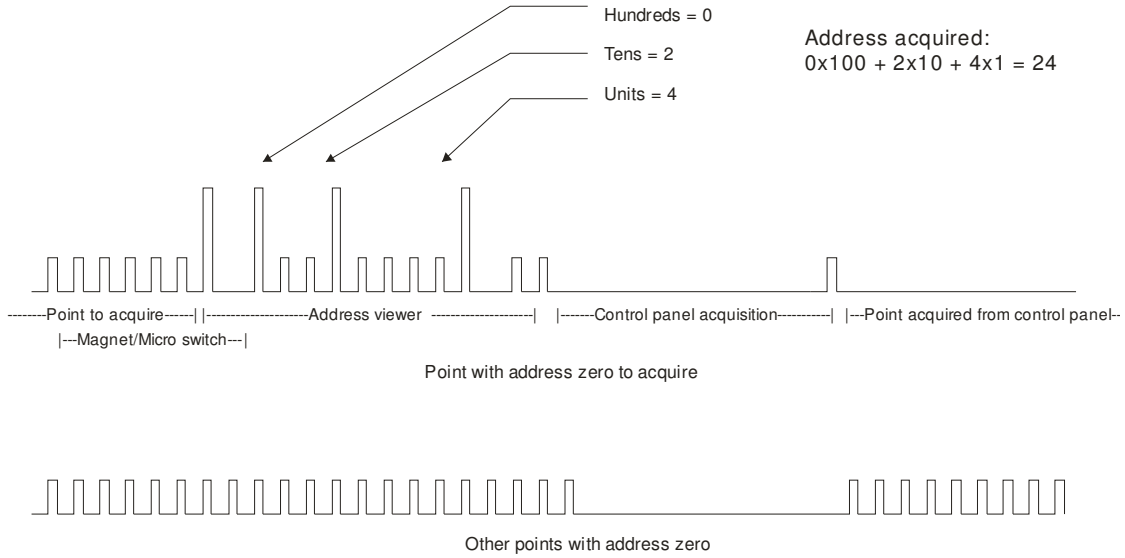 Hundreds = 0
Tens = 2
Units = 4
Address acquired:
0x100 + 2x10 + 4x1 = 24
--------Point to acquire------| |---------------------Address viewer ---------------------| |-------Control panel acquisition-----------| |---Point acquired from control panel--
|---Magnet/Micro switch---|
Point with address zero to acquire
Other points with address zero